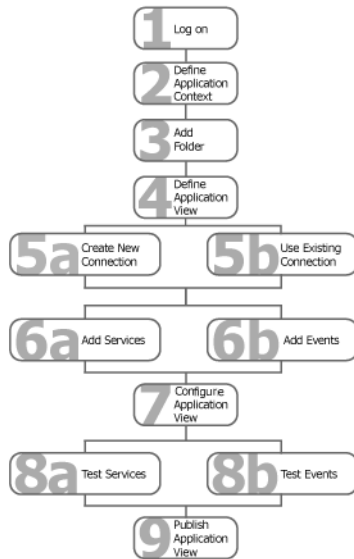 1 Log on
2 Define
Application
Context
3 Add
Folder
4 Define
Application
View
5a Create New
Connection
5b Use Existing
Connection
6a Add Services
6b Add Events
7 Configure
Application
View
8a Test Services
8b Test Events
9 Publish
Application
View